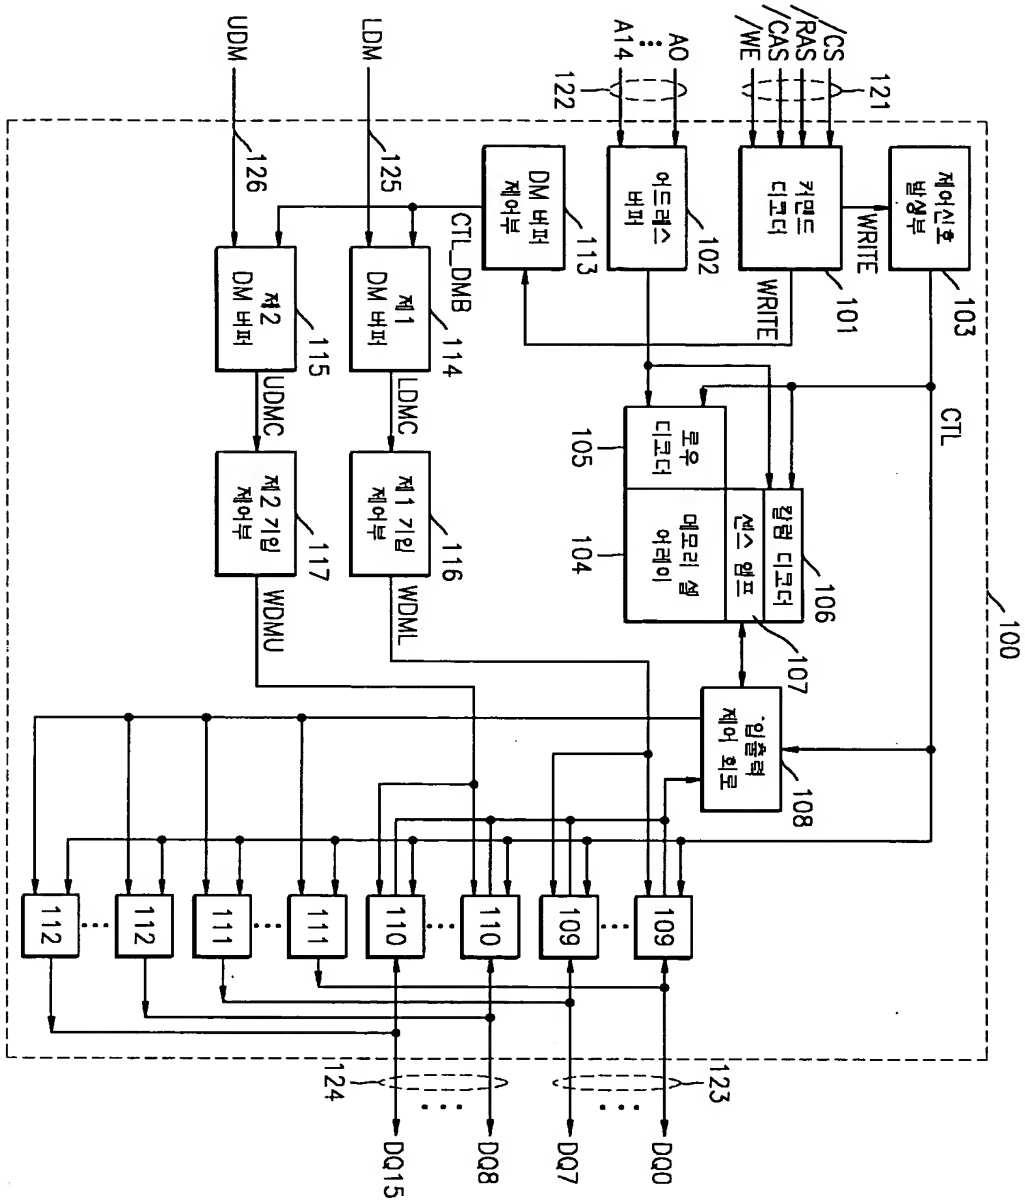 100
/CS
/RAS
/CAS
/WE
121
제어신호
발생부
103
WRITE
커맨드
디코더
101
WRITE
CTL
A0
A14
122
어드레스
버퍼
102
DM 버퍼
제어부
113
CTL_DMB
로우
디코더
105
메모리 셀
어레이
104
센스 앰프
107
칼럼 디코더
106
입출력
제어 회로
108
LDM
125
제1
DM 버퍼
114
LDMC
제1 기입
제어부
116
WDML
UDM
126
제2
DM 버퍼
115
UDMC
제2 기입
제어부
117
WDMU
109
109
110
110
111
111
112
112
123
124
DQ0
DQ7
DQ8
DQ15